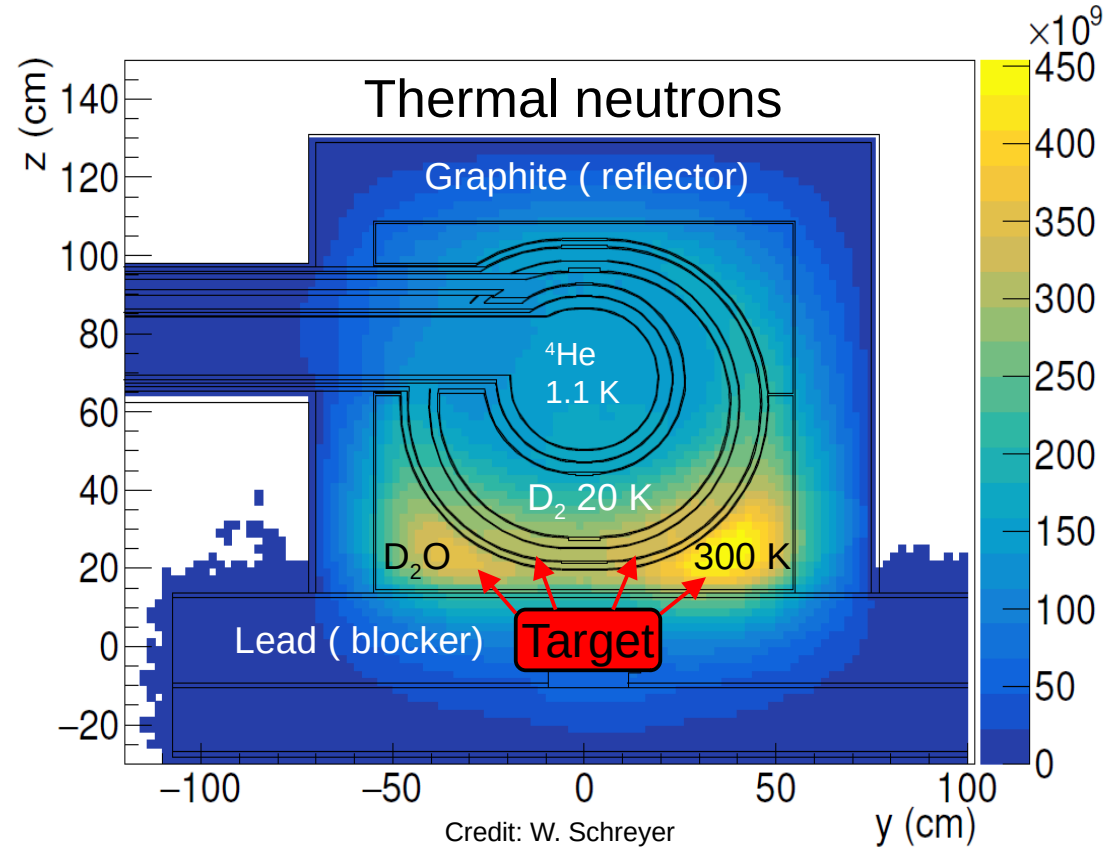 ×10⁹
Thermal neutrons
z (cm)
140
120
100
80
60
40
20
0
−20
450
400
350
300
250
200
150
100
50
0
Graphite ( reflector)
⁴He
1.1 K
D₂ 20 K
D₂O
300 K
Lead ( blocker)
Target
−100
−50
0
50
100
y (cm)
Credit: W. Schreyer